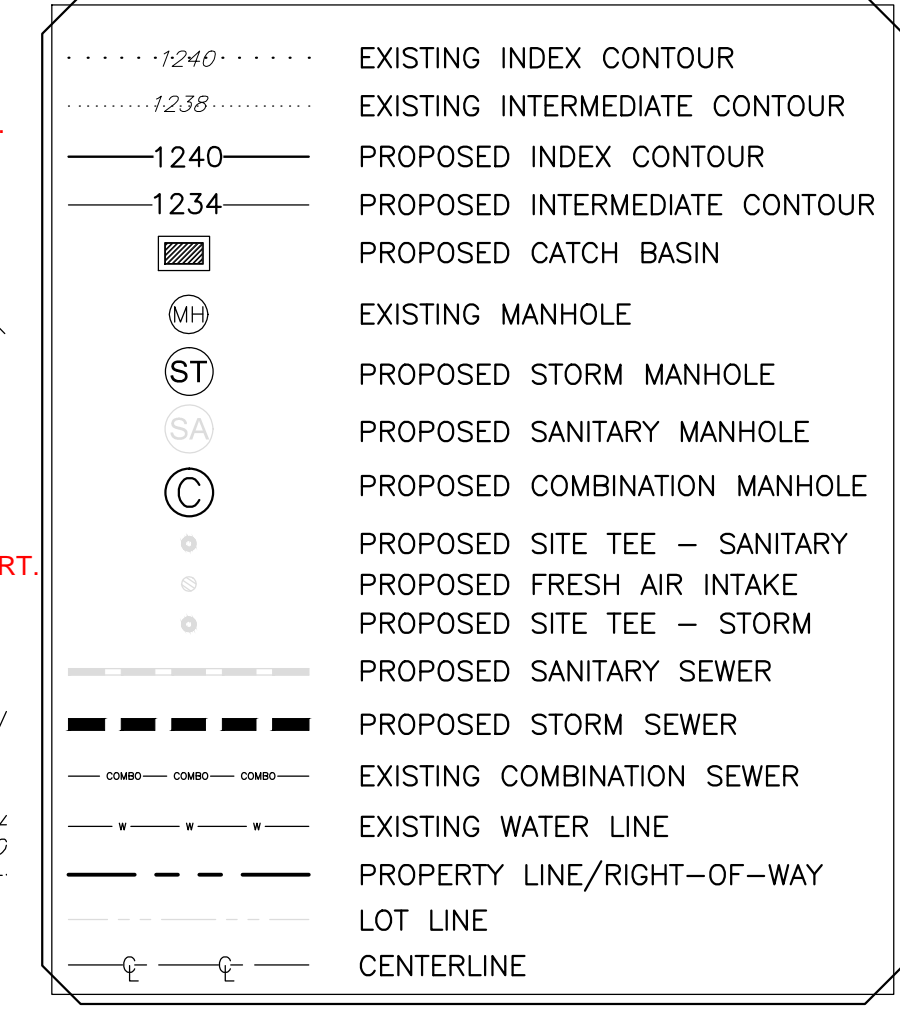 1240 EXISTING INDEX CONTOUR
1238 EXISTING INTERMEDIATE CONTOUR
1240 PROPOSED INDEX CONTOUR
1234 PROPOSED INTERMEDIATE CONTOUR
PROPOSED CATCH BASIN
MH EXISTING MANHOLE
ST PROPOSED STORM MANHOLE
SA PROPOSED SANITARY MANHOLE
C PROPOSED COMBINATION MANHOLE
PROPOSED SITE TEE – SANITARY
RT.
PROPOSED FRESH AIR INTAKE
PROPOSED SITE TEE – STORM
PROPOSED SANITARY SEWER
PROPOSED STORM SEWER
COMBO COMBO COMBO EXISTING COMBINATION SEWER
W W W EXISTING WATER LINE
PROPERTY LINE/RIGHT–OF–WAY
LOT LINE
CL CL CENTERLINE